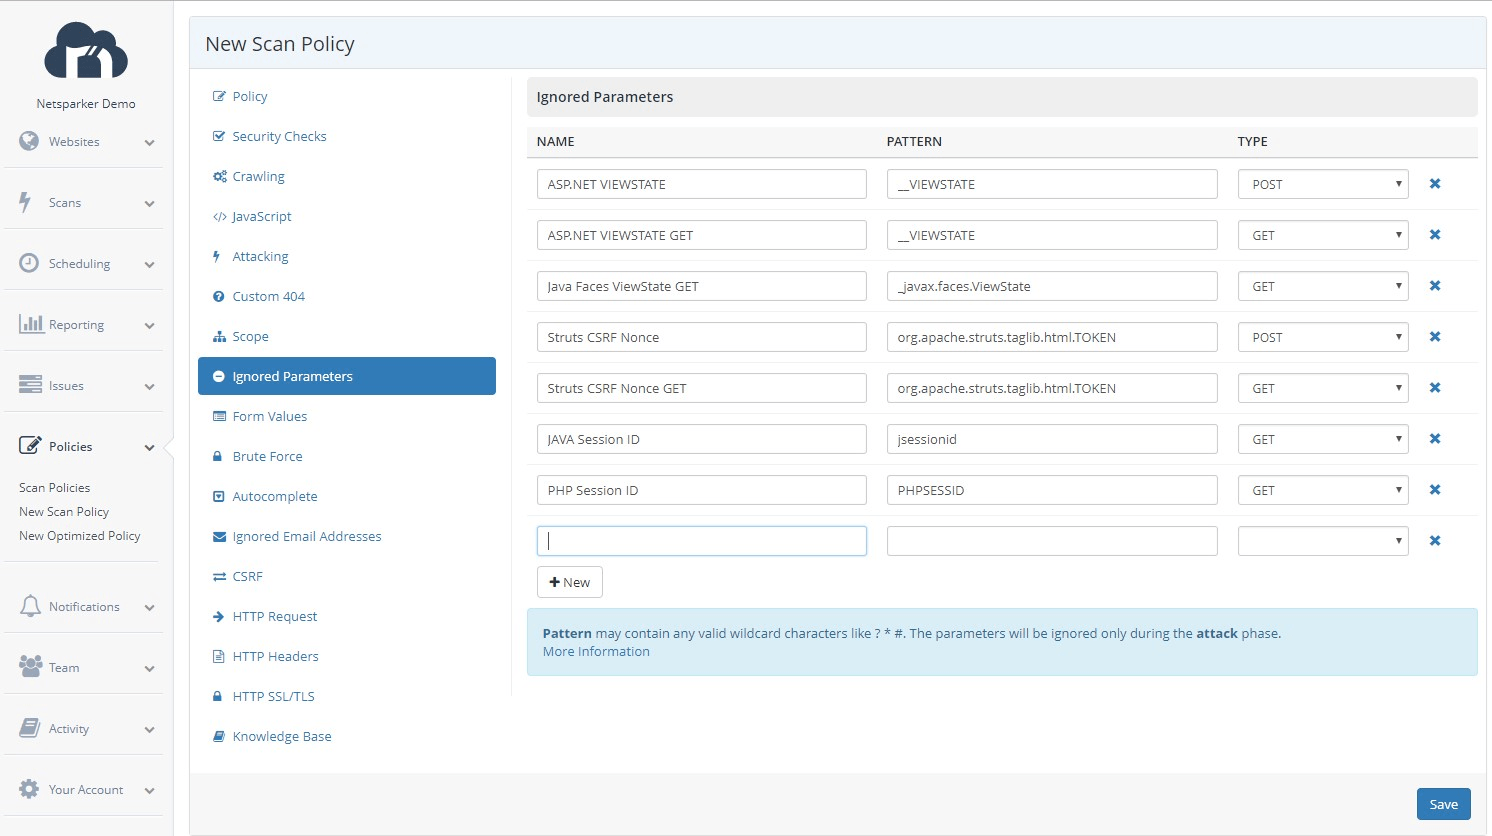 Netsparker Demo
Websites
Scans
Scheduling
Reporting
Issues
Policies
Scan Policies
New Scan Policy
New Optimized Policy
Notifications
Team
Activity
Your Account
New Scan Policy
Policy
Security Checks
Crawling
JavaScript
Attacking
Custom 404
Scope
Ignored Parameters
Form Values
Brute Force
Autocomplete
Ignored Email Addresses
CSRF
HTTP Request
HTTP Headers
HTTP SSL/TLS
Knowledge Base
Ignored Parameters
NAME PATTERN TYPE
ASP.NET VIEWSTATE __VIEWSTATE POST
ASP.NET VIEWSTATE GET __VIEWSTATE GET
Java Faces ViewState GET _javax.faces.ViewState GET
Struts CSRF Nonce org.apache.struts.taglib.html.TOKEN POST
Struts CSRF Nonce GET org.apache.struts.taglib.html.TOKEN GET
JAVA Session ID jsessionid GET
PHP Session ID PHPSESSID GET
New
Pattern may contain any valid wildcard characters like ? * #. The parameters will be ignored only during the attack phase.
More Information
Save